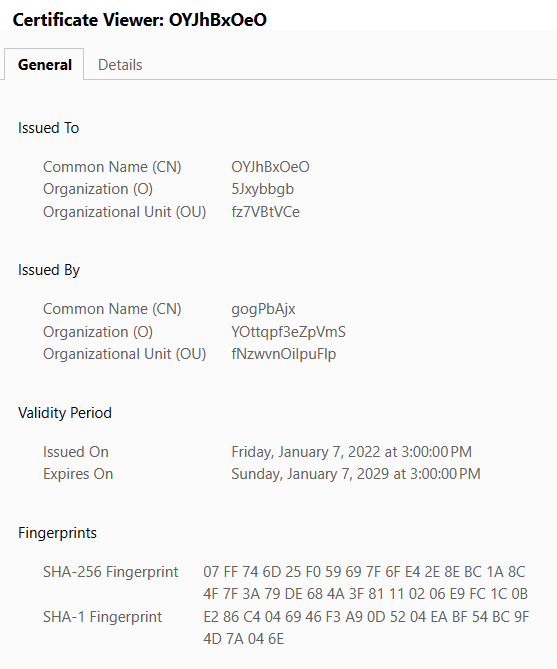 Certificate Viewer: OYJhBxOeO
General Details
Issued To
Common Name (CN) OYJhBxOeO
Organization (O) 5Jxybbgb
Organizational Unit (OU) fz7VBtVCe
Issued By
Common Name (CN) gogPbAjx
Organization (O) YOttqpf3eZpVmS
Organizational Unit (OU) fNzwvnOilpuFIp
Validity Period
Issued On Friday, January 7, 2022 at 3:00:00 PM
Expires On Sunday, January 7, 2029 at 3:00:00 PM
Fingerprints
SHA-256 Fingerprint 07 FF 74 6D 25 F0 59 69 7F 6F E4 2E 8E BC 1A 8C
4F 7F 3A 79 DE 68 4A 3F 81 11 02 06 E9 FC 1C 0B
SHA-1 Fingerprint E2 86 C4 04 69 46 F3 A9 0D 52 04 EA BF 54 BC 9F
4D 7A 04 6E